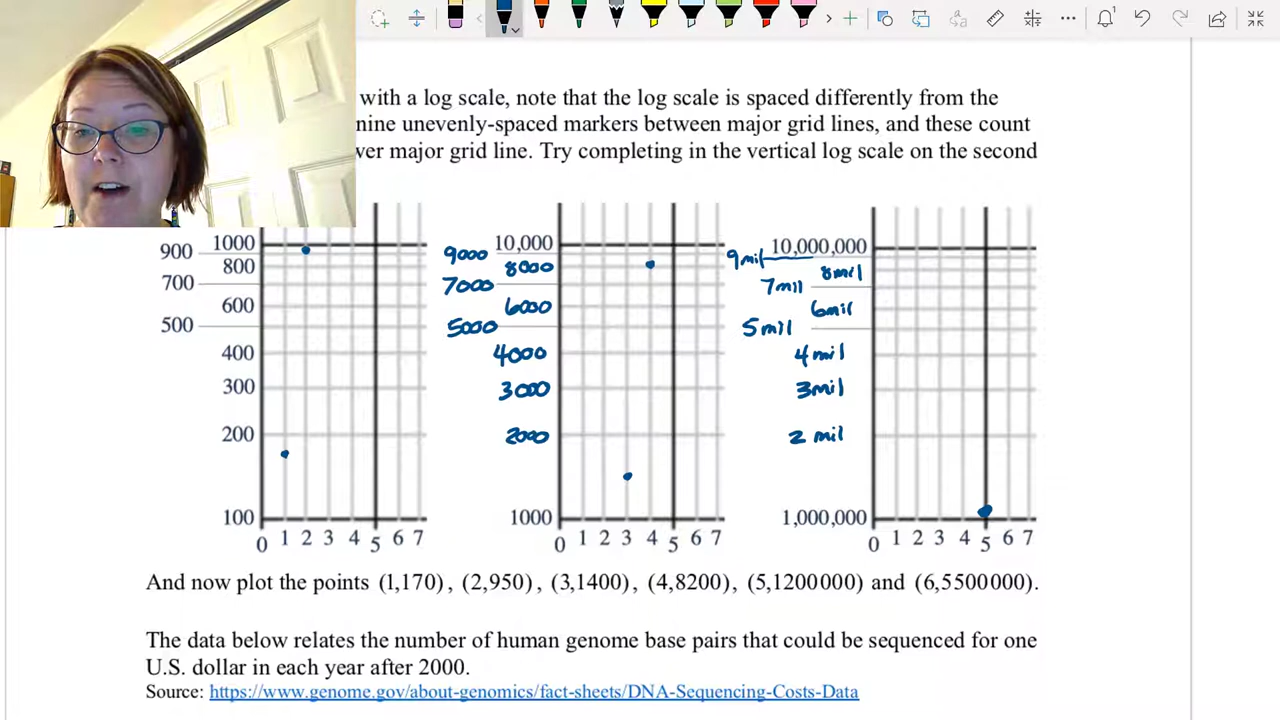 with a log scale, note that the log scale is spaced differently from the
nine unevenly-spaced markers between major grid lines, and these count
ver major grid line. Try completing in the vertical log scale on the second
1000
900
800
700
600
500
400
300
200
100
0 1 2 3 4 5 6 7
10,000
9000
8000
7000
6000
5000
4000
3000
2000
1000
0 1 2 3 4 5 6 7
10,000,000
9mil
8mil
7mil
6mil
5mil
4mil
3mil
2 mil
1,000,000
0 1 2 3 4 5 6 7
And now plot the points (1,170), (2,950), (3,1400), (4,8200), (5,1200000) and (6,5500000).
The data below relates the number of human genome base pairs that could be sequenced for one
U.S. dollar in each year after 2000.
Source: https://www.genome.gov/about-genomics/fact-sheets/DNA-Sequencing-Costs-Data